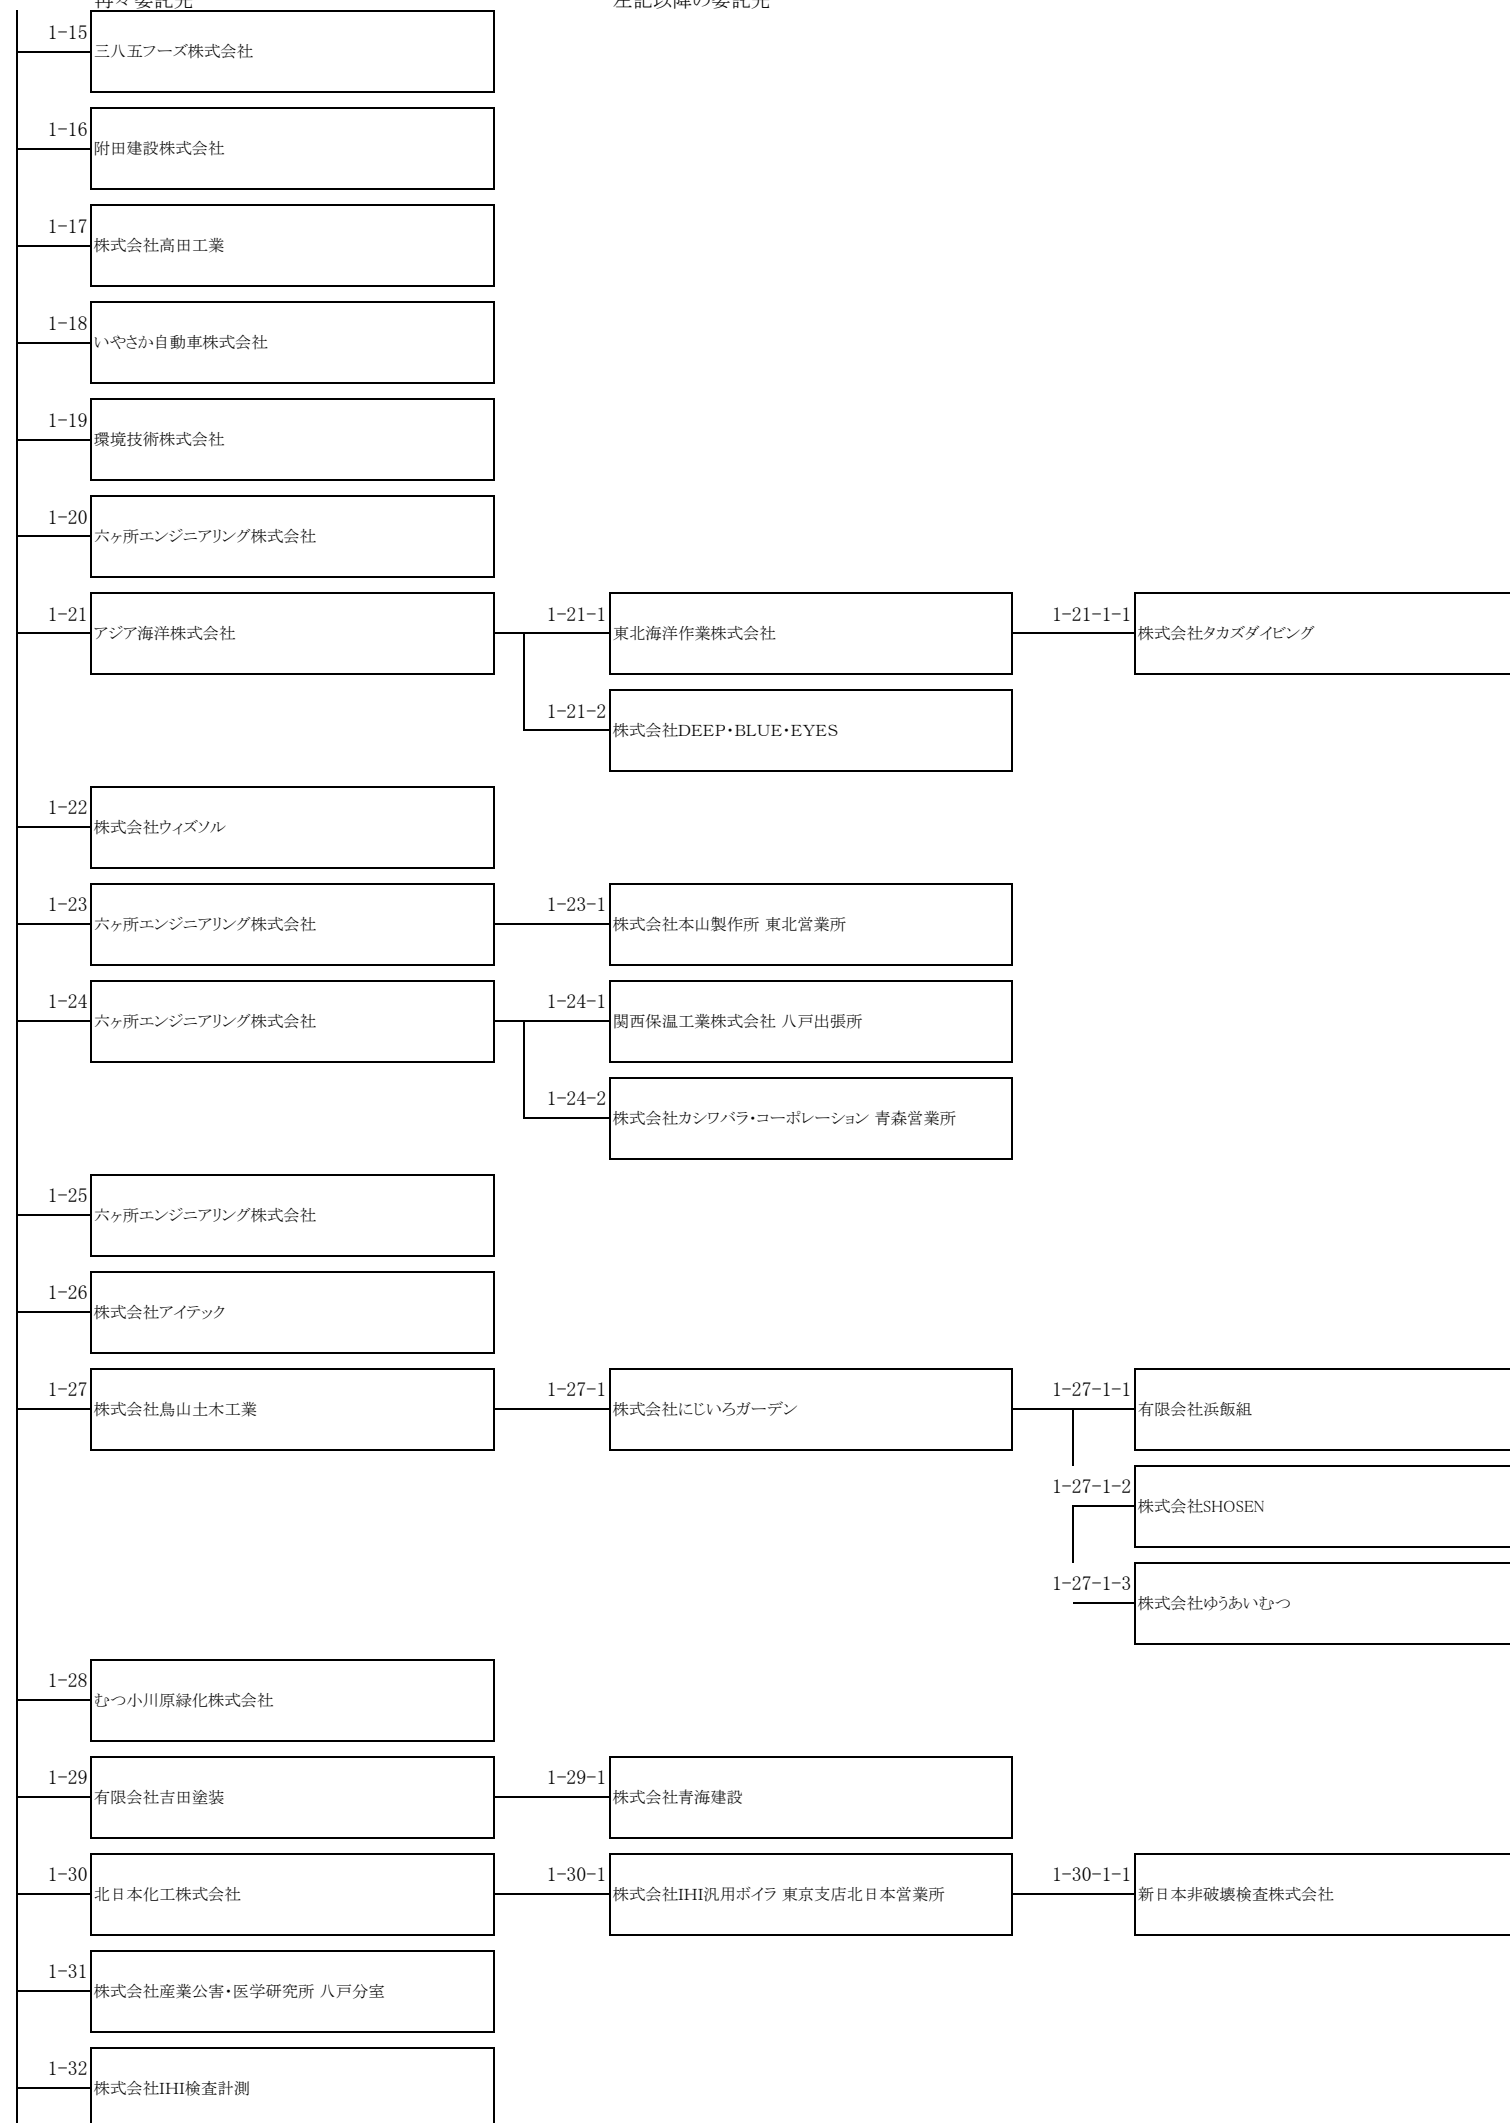 再々委託先
左記以降の委託先
1-15
三八五フーズ株式会社
1-16
附田建設株式会社
1-17
株式会社高田工業
1-18
いやさか自動車株式会社
1-19
環境技術株式会社
1-20
六ヶ所エンジニアリング株式会社
1-21
アジア海洋株式会社
1-21-1
東北海洋作業株式会社
1-21-1-1
株式会社タカズダイビング
1-21-2
株式会社DEEP・BLUE・EYES
1-22
株式会社ウィズソル
1-23
六ヶ所エンジニアリング株式会社
1-23-1
株式会社本山製作所 東北営業所
1-24
六ヶ所エンジニアリング株式会社
1-24-1
関西保温工業株式会社 八戸出張所
1-24-2
株式会社カシワバラ・コーポレーション 青森営業所
1-25
六ヶ所エンジニアリング株式会社
1-26
株式会社アイテック
1-27
株式会社鳥山土木工業
1-27-1
株式会社にじいろガーデン
1-27-1-1
有限会社浜飯組
1-27-1-2
株式会社SHOSEN
1-27-1-3
株式会社ゆうあいむつ
1-28
むつ小川原緑化株式会社
1-29
有限会社吉田塗装
1-29-1
株式会社青海建設
1-30
北日本化工株式会社
1-30-1
株式会社IHI汎用ボイラ 東京支店北日本営業所
1-30-1-1
新日本非破壊検査株式会社
1-31
株式会社産業公害・医学研究所 八戸分室
1-32
株式会社IHI検査計測